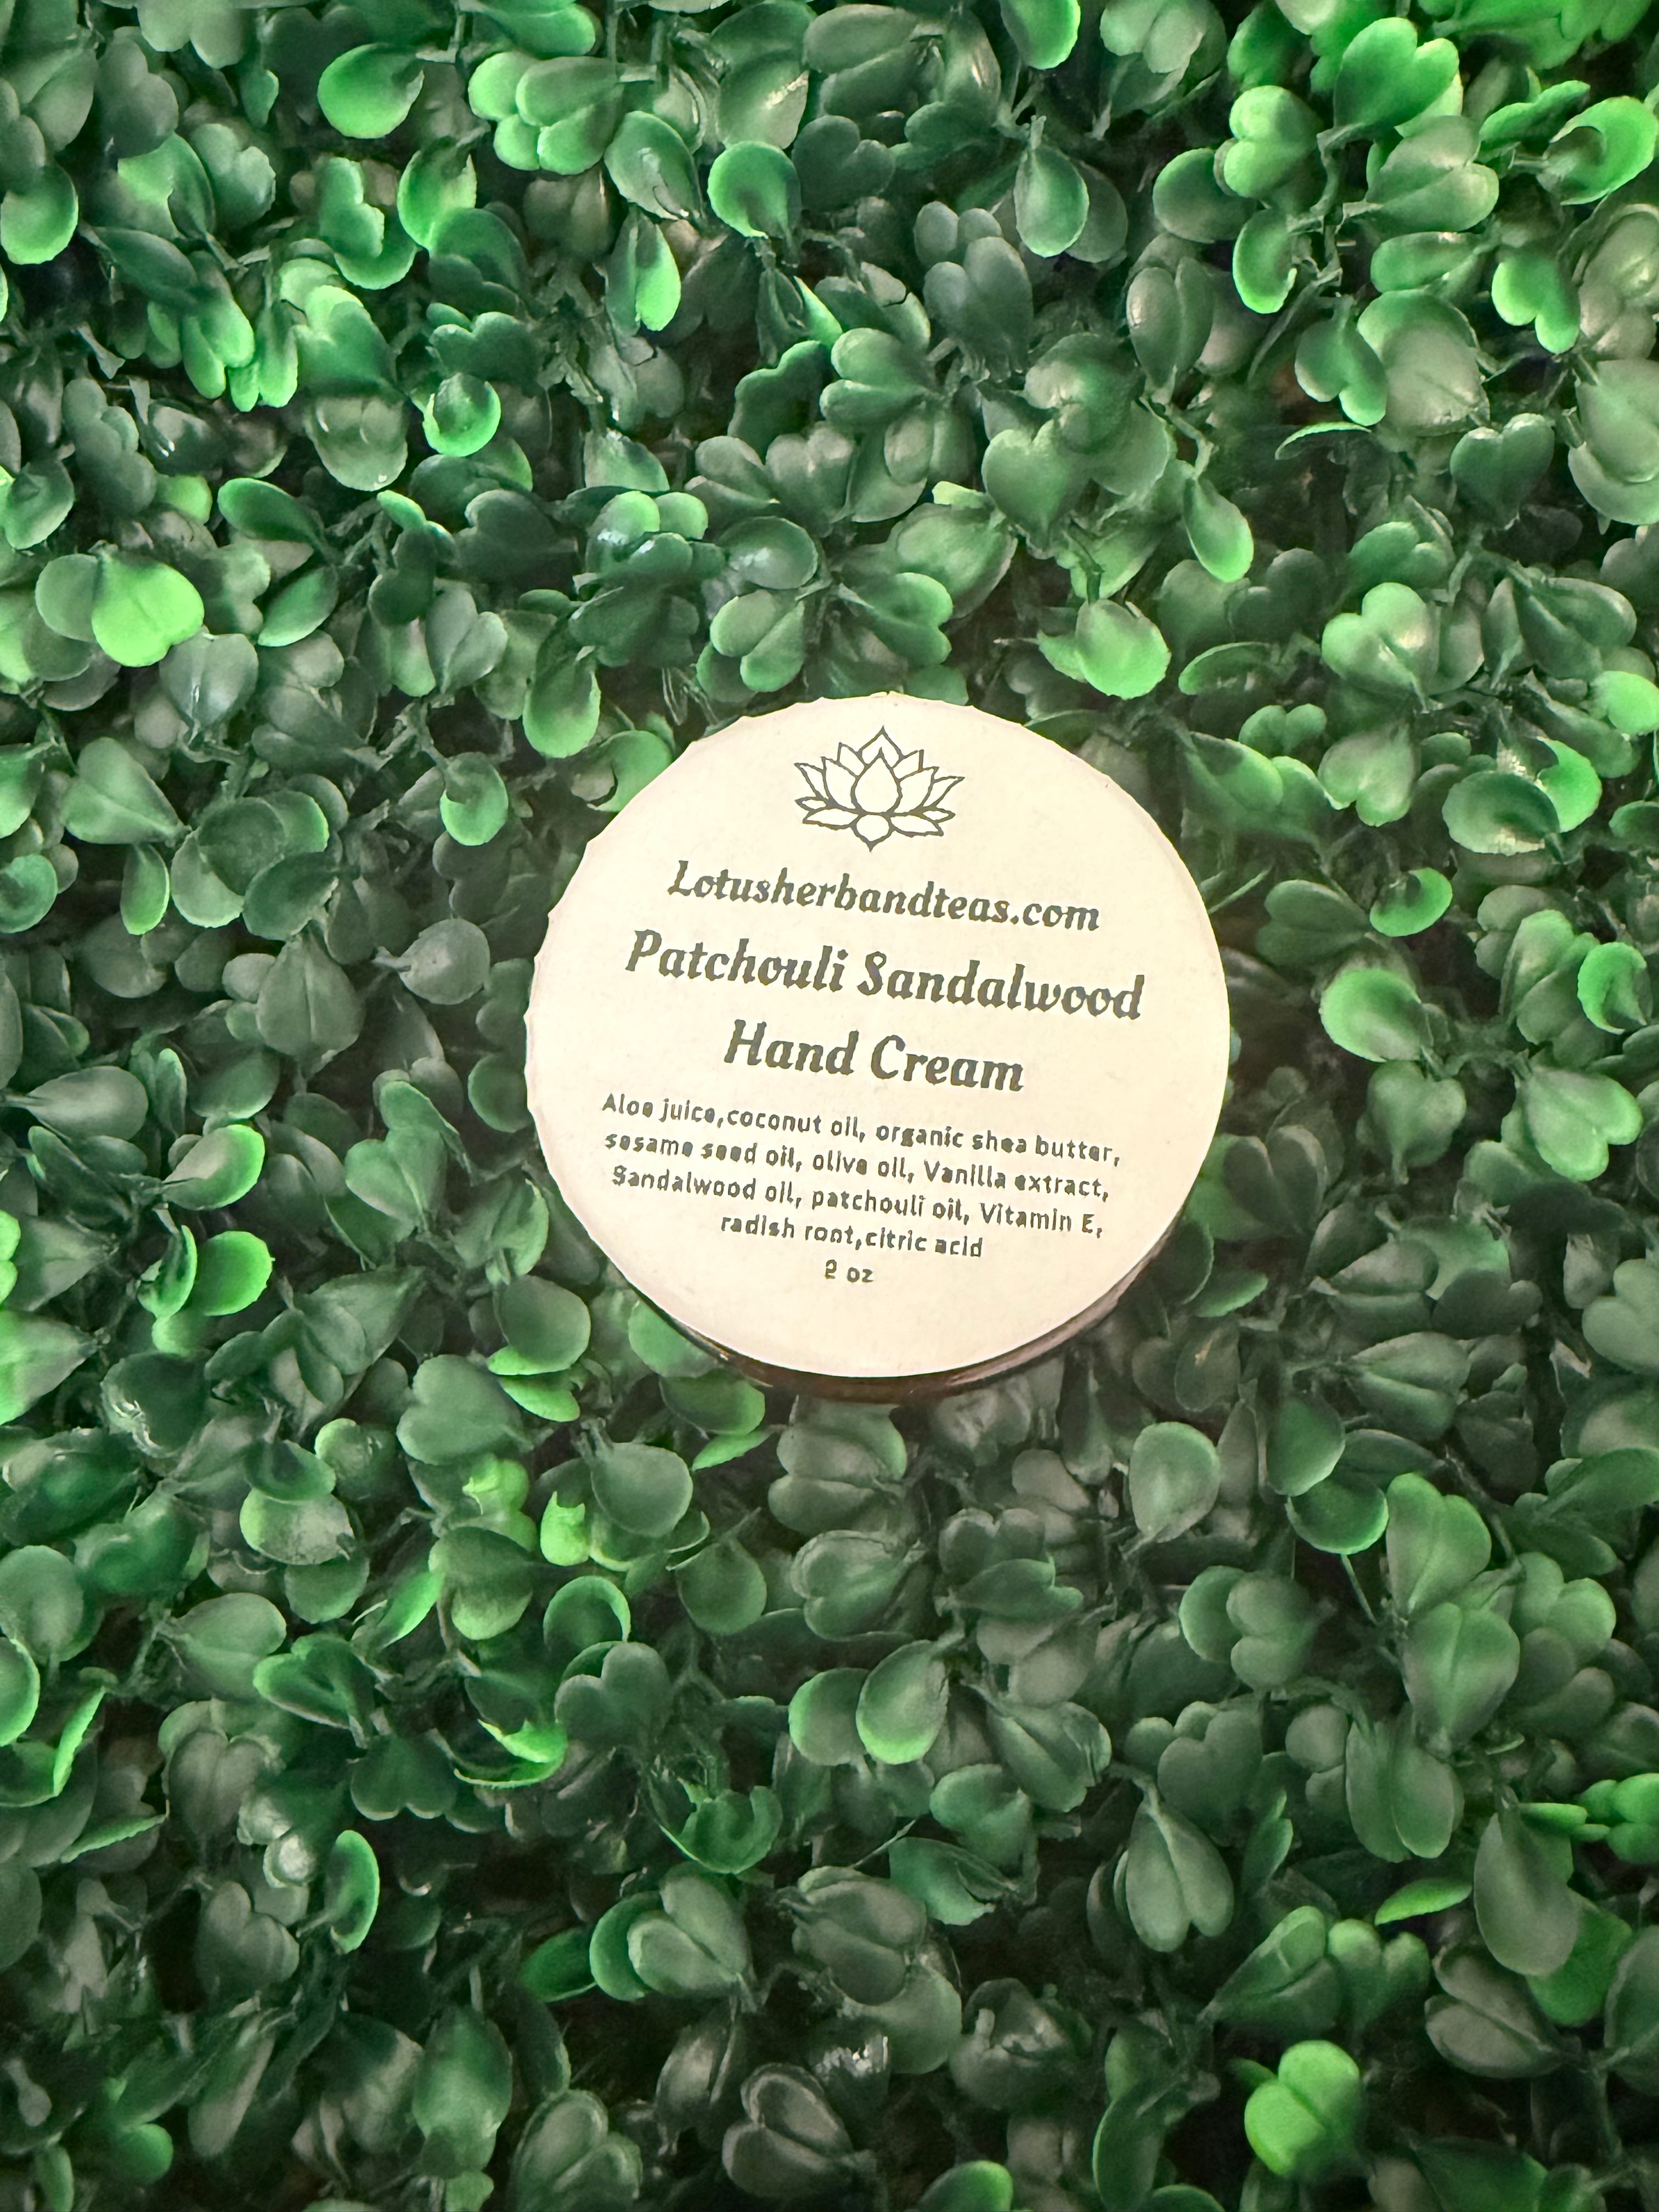 Lotusherbandteas.com
Patchouli Sandalwood
Hand Cream
Aloe juice,coconut oil, organic shea butter,
sesame seed oil, olive oil, Vanilla extract,
Sandalwood oil, patchouli oil, Vitamin E,
radish root,citric acid
2 oz